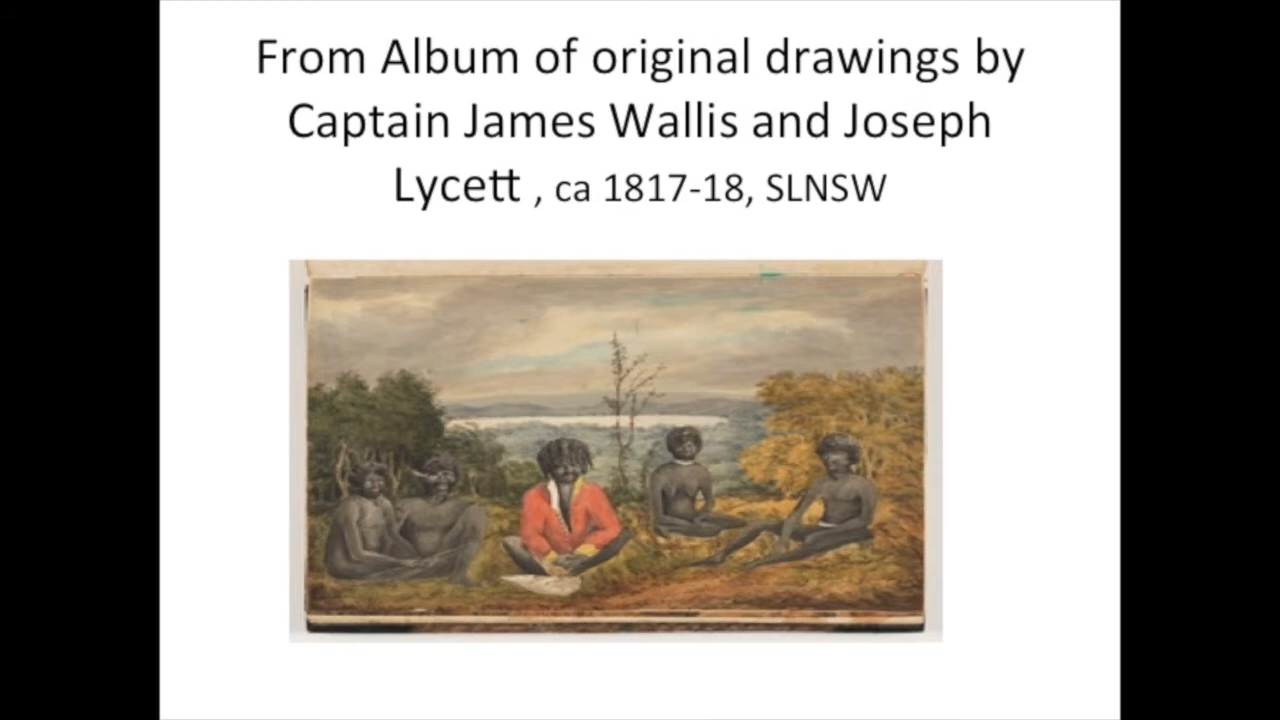 From Album of original drawings by
Captain James Wallis and Joseph
Lycett , ca 1817-18, SLNSW